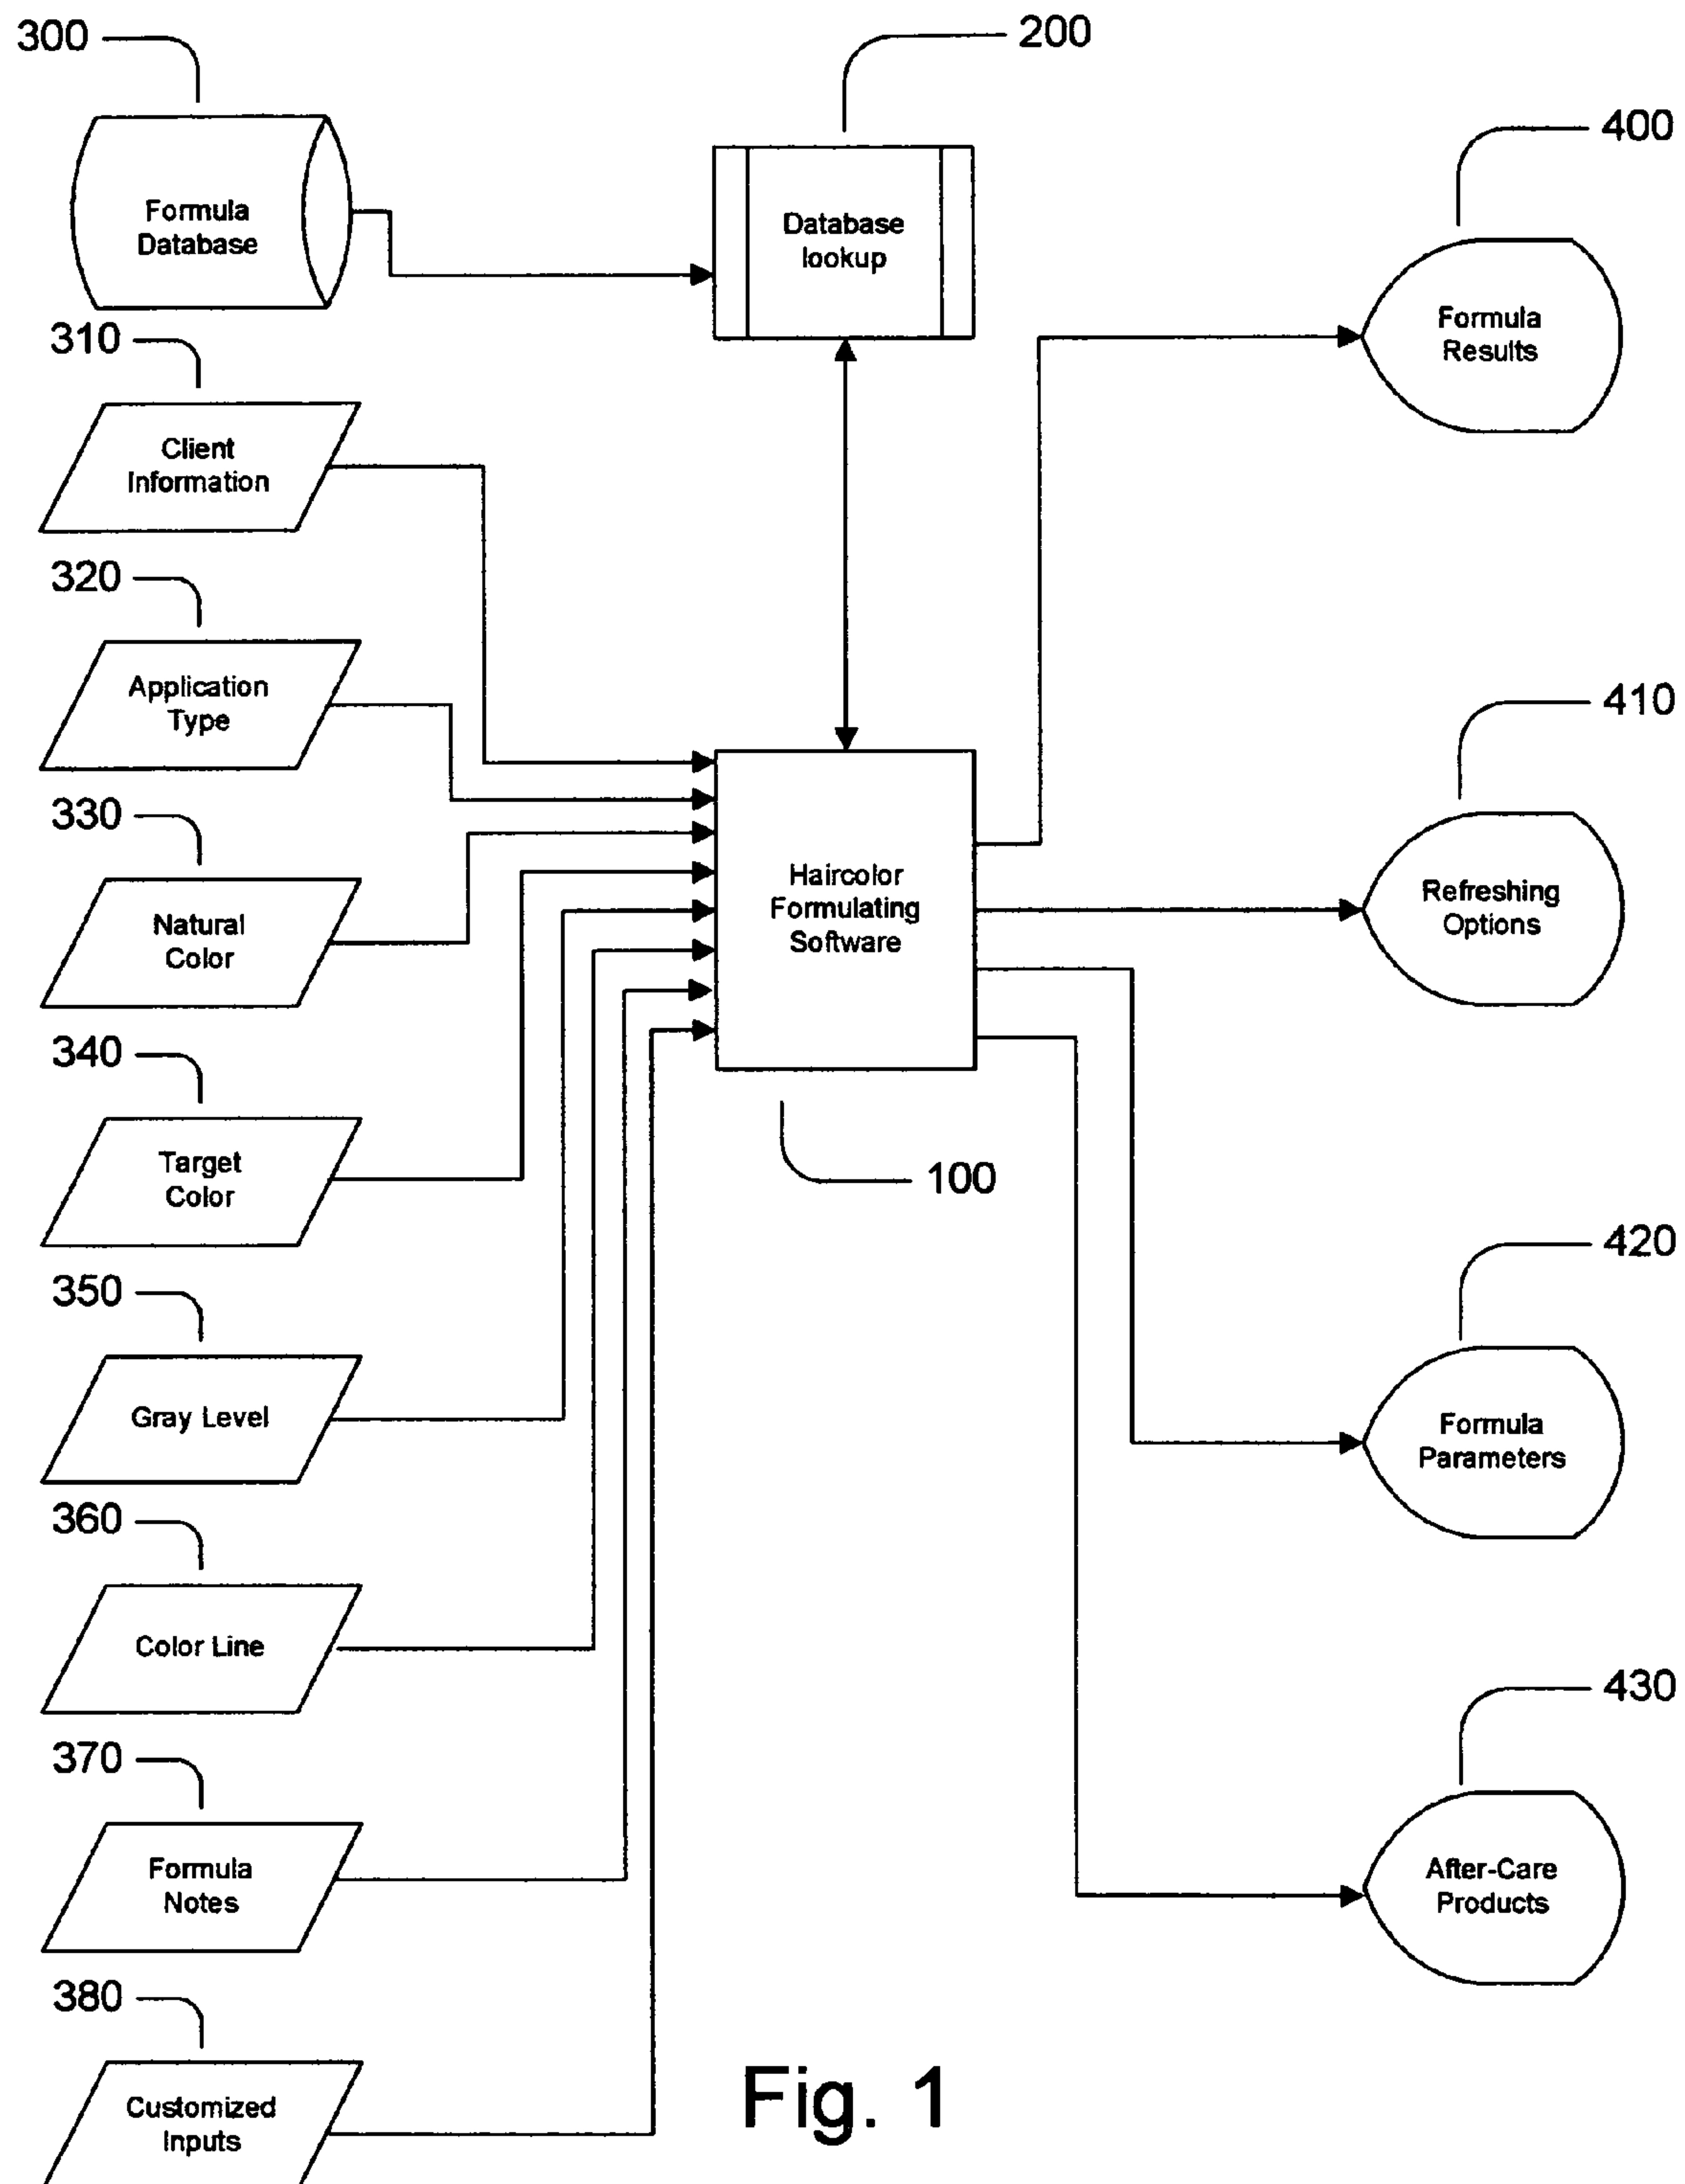 300
200
400
Formula
Database
Database
lookup
Formula
Results
310
Client
Information
320
Application
Type
410
330
Natural
Color
Haircolor
Formulating
Software
Refreshing
Options
340
Target
Color
100
350
Gray Level
420
Formula
Parameters
360
Color Line
430
370
Formula
Notes
After-Care
Products
380
Customized
Inputs
Fig. 1